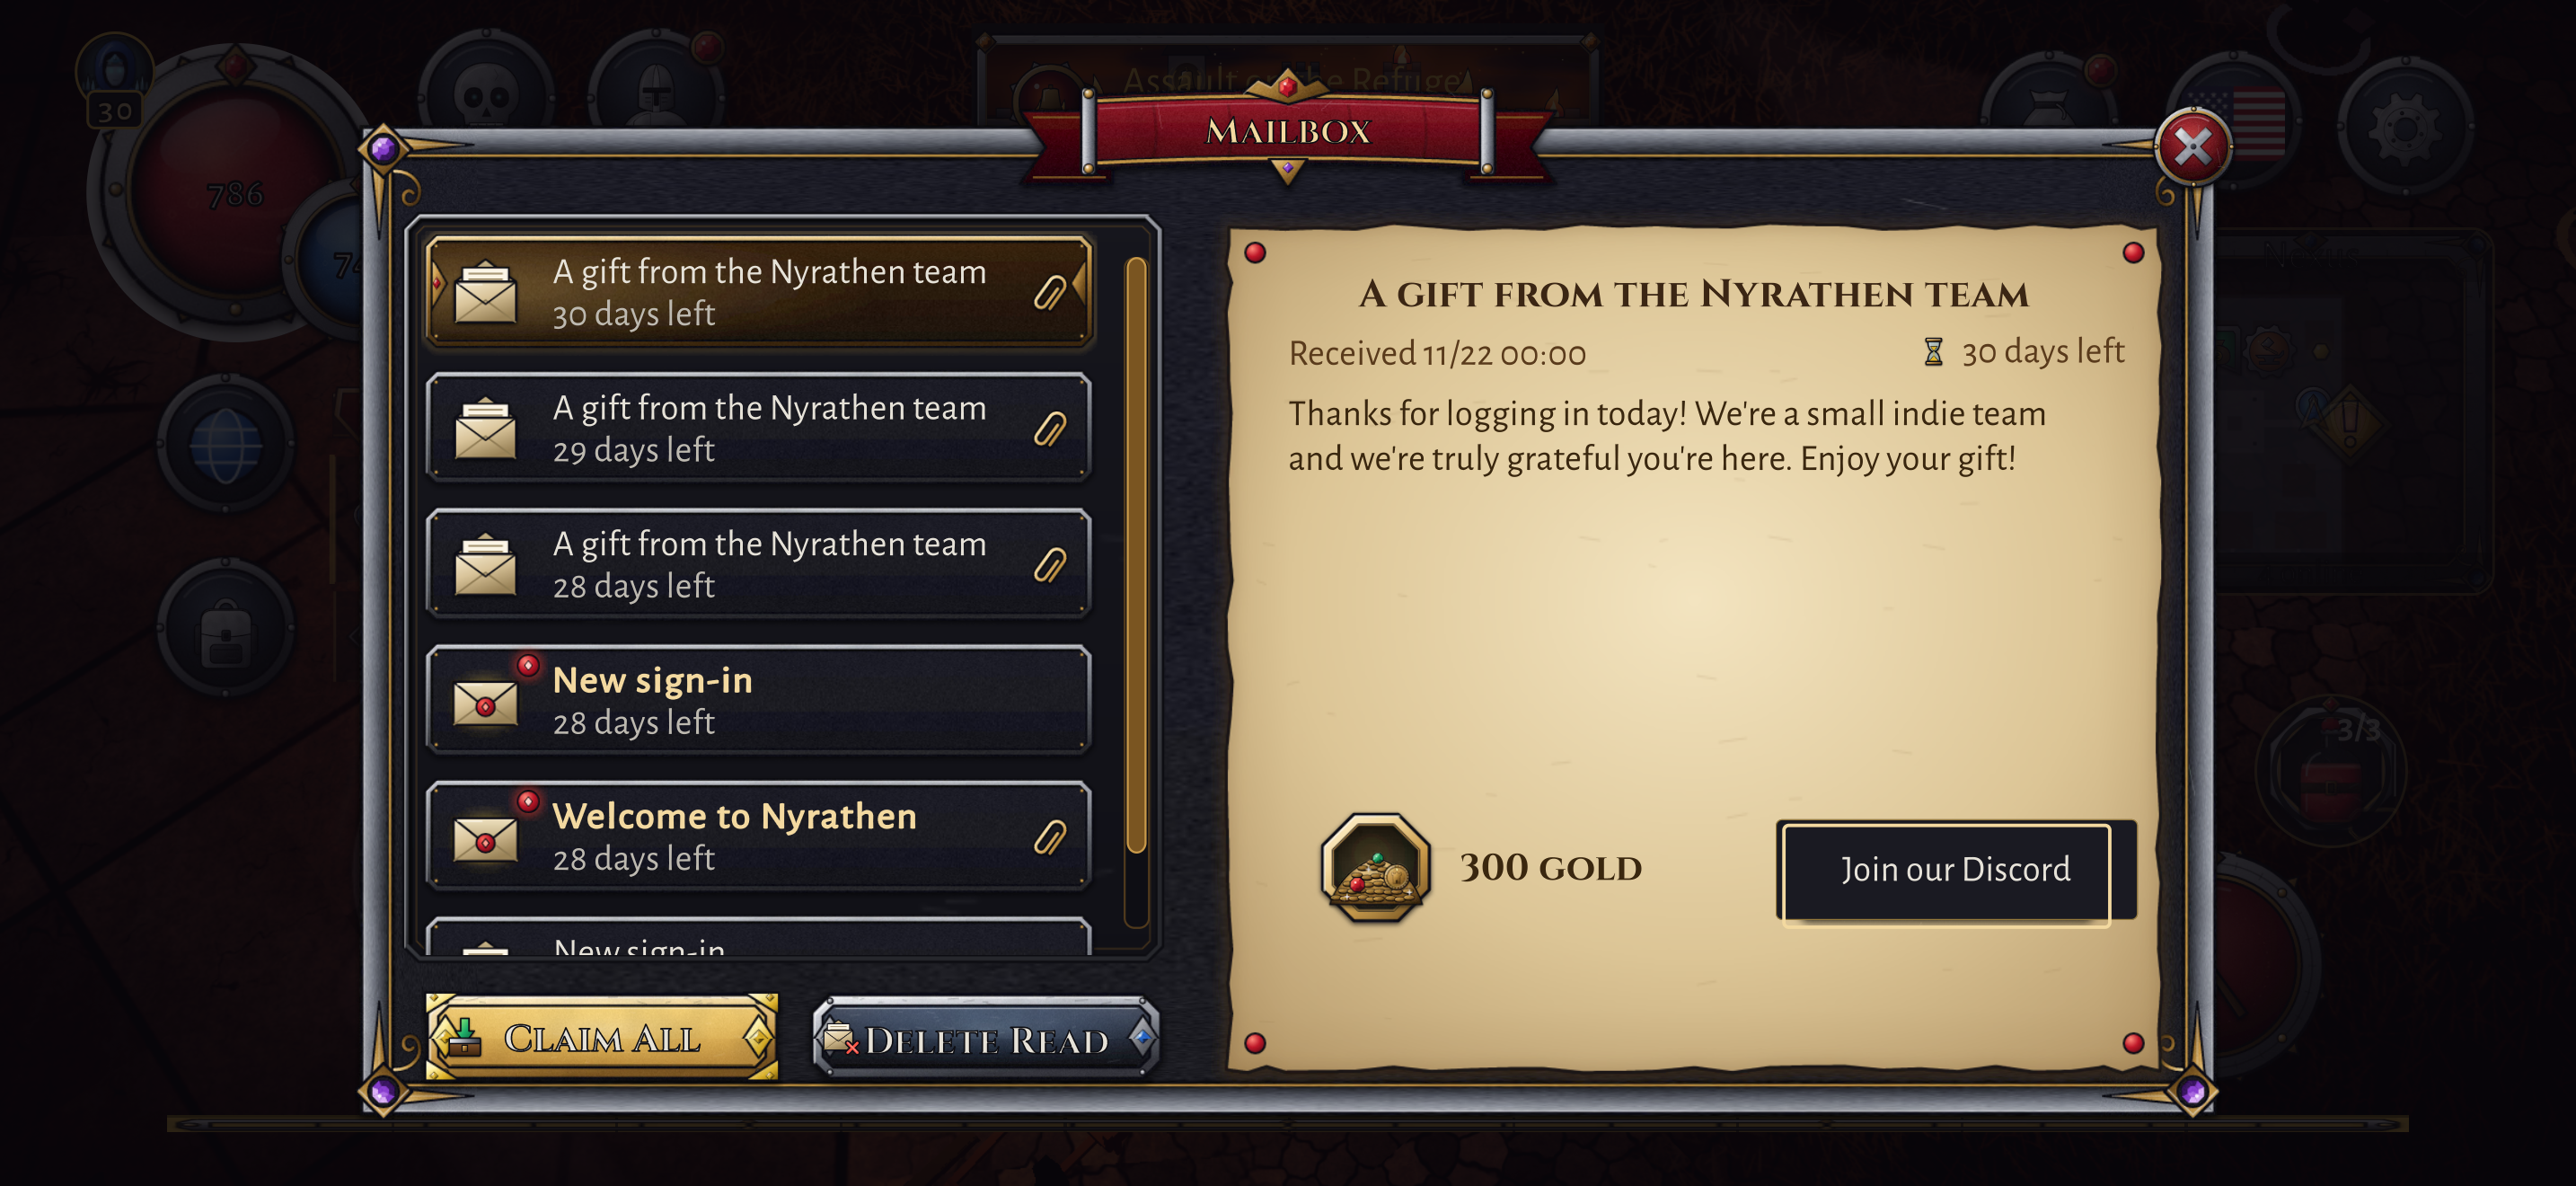 30
786
Assault on the Refuge
MAILBOX
A gift from the Nyrathen team
30 days left
A gift from the Nyrathen team
29 days left
A gift from the Nyrathen team
28 days left
New sign-in
28 days left
Welcome to Nyrathen
28 days left
New sign-in
CLAIM ALL
DELETE READ
A GIFT FROM THE NYRATHEN TEAM
Received 11/22 00:00
30 days left
Thanks for logging in today! We're a small indie team
and we're truly grateful you're here. Enjoy your gift!
300 GOLD
Join our Discord
3/3